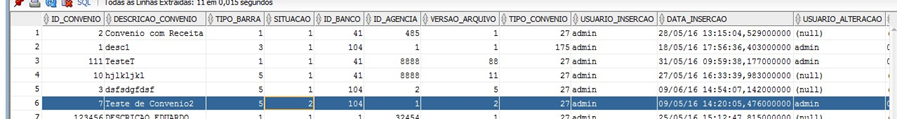 SQL | Todas as Linhas Extraídas: 11 em 0,015 segundos
ID_CONVENIO DESCRICAO_CONVENIO TIPO_BARRA SITUACAO ID_BANCO ID_AGENCIA VERSAO_ARQUIVO TIPO_CONVENIO USUARIO_INSERCAO DATA_INSERCAO USUARIO_ALTERACAO
1 2 Convenio com Receita 1 1 41 485 1 27 admin 28/05/16 13:15:04,529000000 (null)
2 1 desc1 3 1 104 1 1 175 admin 18/05/16 17:56:36,403000000 admin
3 111 TesteT 1 1 41 8888 88 27 admin 31/05/16 09:59:38,177000000 admin
4 10 hjlkljkl 5 1 41 8888 2 27 admin 27/05/16 16:33:39,983000000 (null)
5 3 dsfsdgfdsf 5 1 104 2 5 27 admin 09/06/16 14:54:07,142000000 (null)
6 7 Teste de Convenio2 5 2 104 1 2 27 admin 09/05/16 14:20:05,476000000 admin
7 123456 DESCRICAO EDUARDO 1 1 1 32454 1 27 admin 25/05/16 15:12:47,815000000 (null)